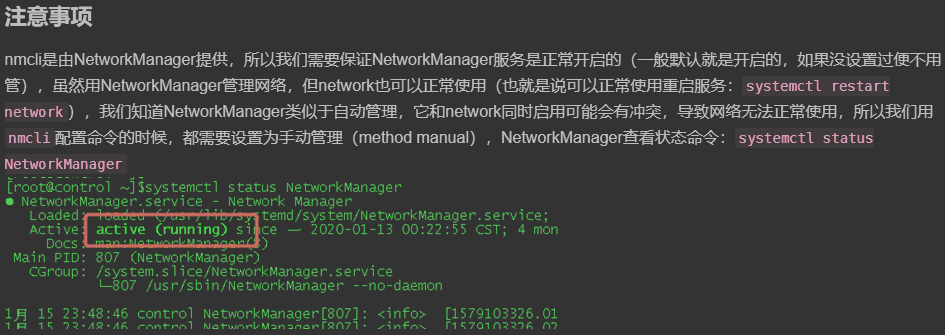 注意事项
nmcli是由NetworkManager提供，所以我们需要保证NetworkManager服务是正常开启的（一般默认就是开启的，如果没设置过便不用
管），虽然用NetworkManager管理网络，但network也可以正常使用（也就是说可以正常使用重启服务：systemctl restart
network），我们知道NetworkManager类似于自动管理，它和network同时启用可能会有冲突，导致网络无法正常使用，所以我们用
nmcli配置命令的时候，都需要设置为手动管理（method manual），NetworkManager查看状态命令：systemctl status
NetworkManager
[root@control ~]$systemctl status NetworkManager
● NetworkManager.service - Network Manager
Loaded: loaded (/usr/lib/systemd/system/NetworkManager.service;
Active: active (running) since 一 2020-01-13 00:22:55 CST; 4 mon
Docs: man:NetworkManager(8)
Main PID: 807 (NetworkManager)
CGroup: /system.slice/NetworkManager.service
└─807 /usr/sbin/NetworkManager --no-daemon
1月 15 23:48:46 control NetworkManager[807]: <info> [1579103326.01
1月 15 23:48:46 control NetworkManager[807]: <info> [1579103326.02